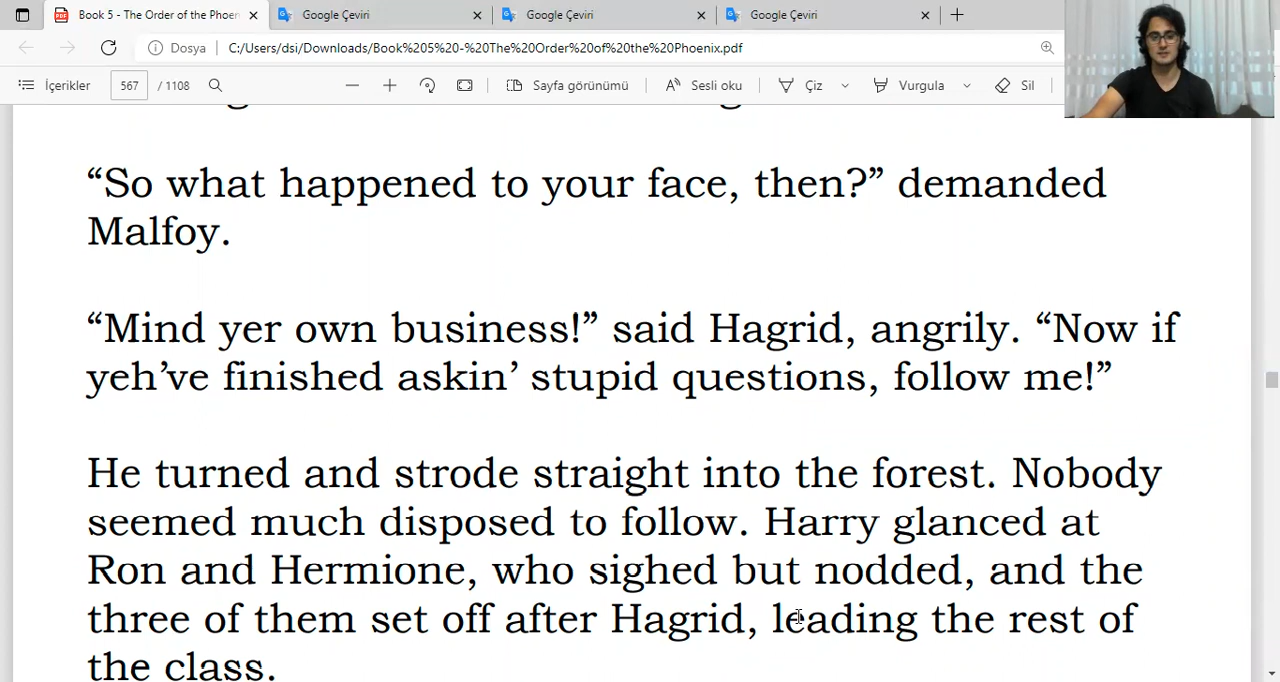 Book 5 - The Order of the Phoen
Google Çeviri
Google Çeviri
Google Çeviri
Dosya
C:/Users/dsi/Downloads/Book%205%20-%20The%20Order%20of%20the%20Phoenix.pdf
İçerikler
567
/ 1108
Sayfa görünümü
Sesli oku
Çiz
Vurgula
Sil
“So what happened to your face, then?” demanded
Malfoy.
“Mind yer own business!” said Hagrid, angrily. “Now if
yeh’ve finished askin’ stupid questions, follow me!”
He turned and strode straight into the forest. Nobody
seemed much disposed to follow. Harry glanced at
Ron and Hermione, who sighed but nodded, and the
three of them set off after Hagrid, leading the rest of
the class.